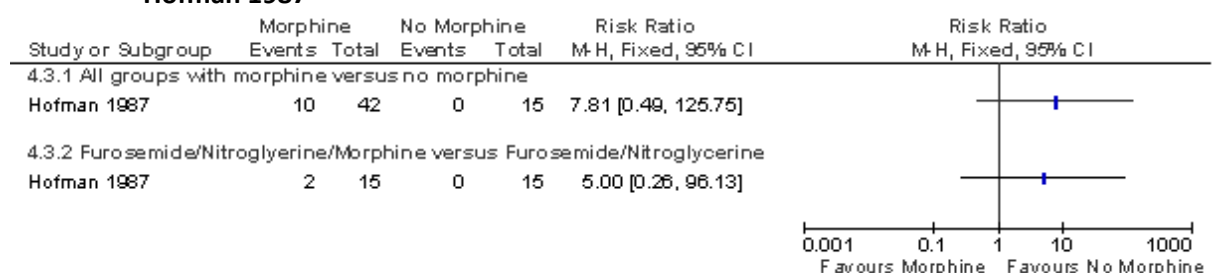 Hofman 1987
Morphine No Morphine Risk Ratio Risk Ratio
Study or Subgroup Events Total Events Total M-H, Fixed, 95% CI M-H, Fixed, 95% CI
4.3.1 All groups with morphine versus no morphine
Hofman 1987 10 42 0 15 7.81 [0.49, 125.75]
4.3.2 Furosemide/Nitroglyerine/Morphine versus Furosemide/Nitroglycerine
Hofman 1987 2 15 0 15 5.00 [0.26, 96.13]
0.001 0.1 1 10 1000
Favours Morphine Favours No Morphine